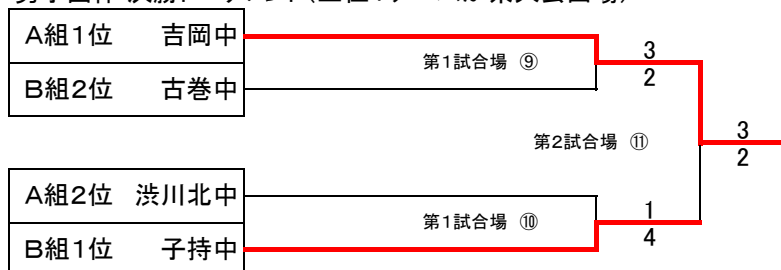 A組1位 吉岡中
第1試合場 ⑨
3
2
B組2位 古巻中
第2試合場 ⑪
3
2
A組2位 渋川北中
第1試合場 ⑩
1
4
B組1位 子持中